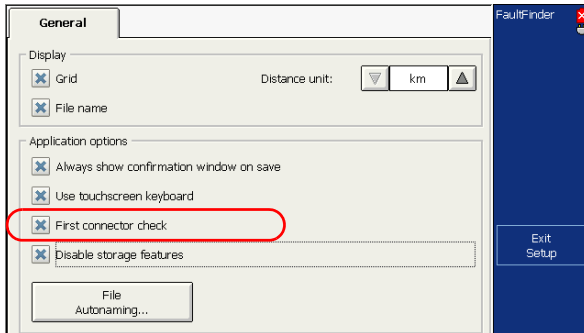 General
FaultFinder
Display
Grid
Distance unit:
km
File name
Application options
Always show confirmation window on save
Use touchscreen keyboard
First connector check
Disable storage features
Exit
Setup
File
Autonaming...